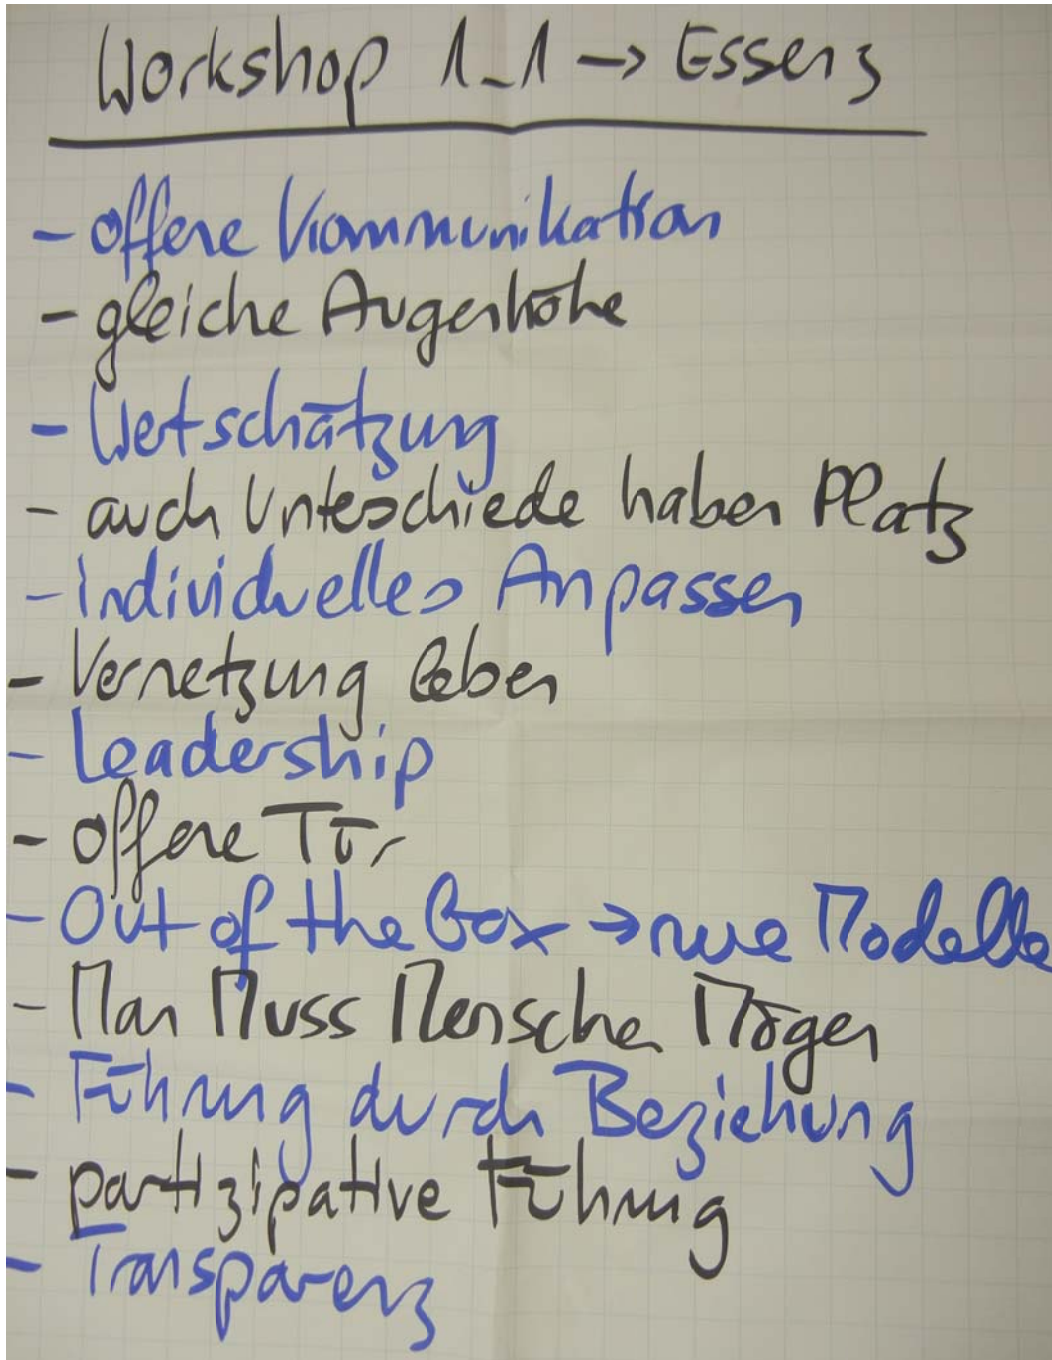 Workshop 1_1 → Essenz
- offene Kommunikation
- gleiche Augenhöhe
- Wertschätzung
- auch Unterschiede haben Platz
- Individuelles Anpassen
- Vernetzung leben
- Leadership
- offene Tür
- Out of the Box → neue Modelle
- Man Muss Menschen Mögen
- Führung durch Beziehung
- partizipative Führung
- Transparenz